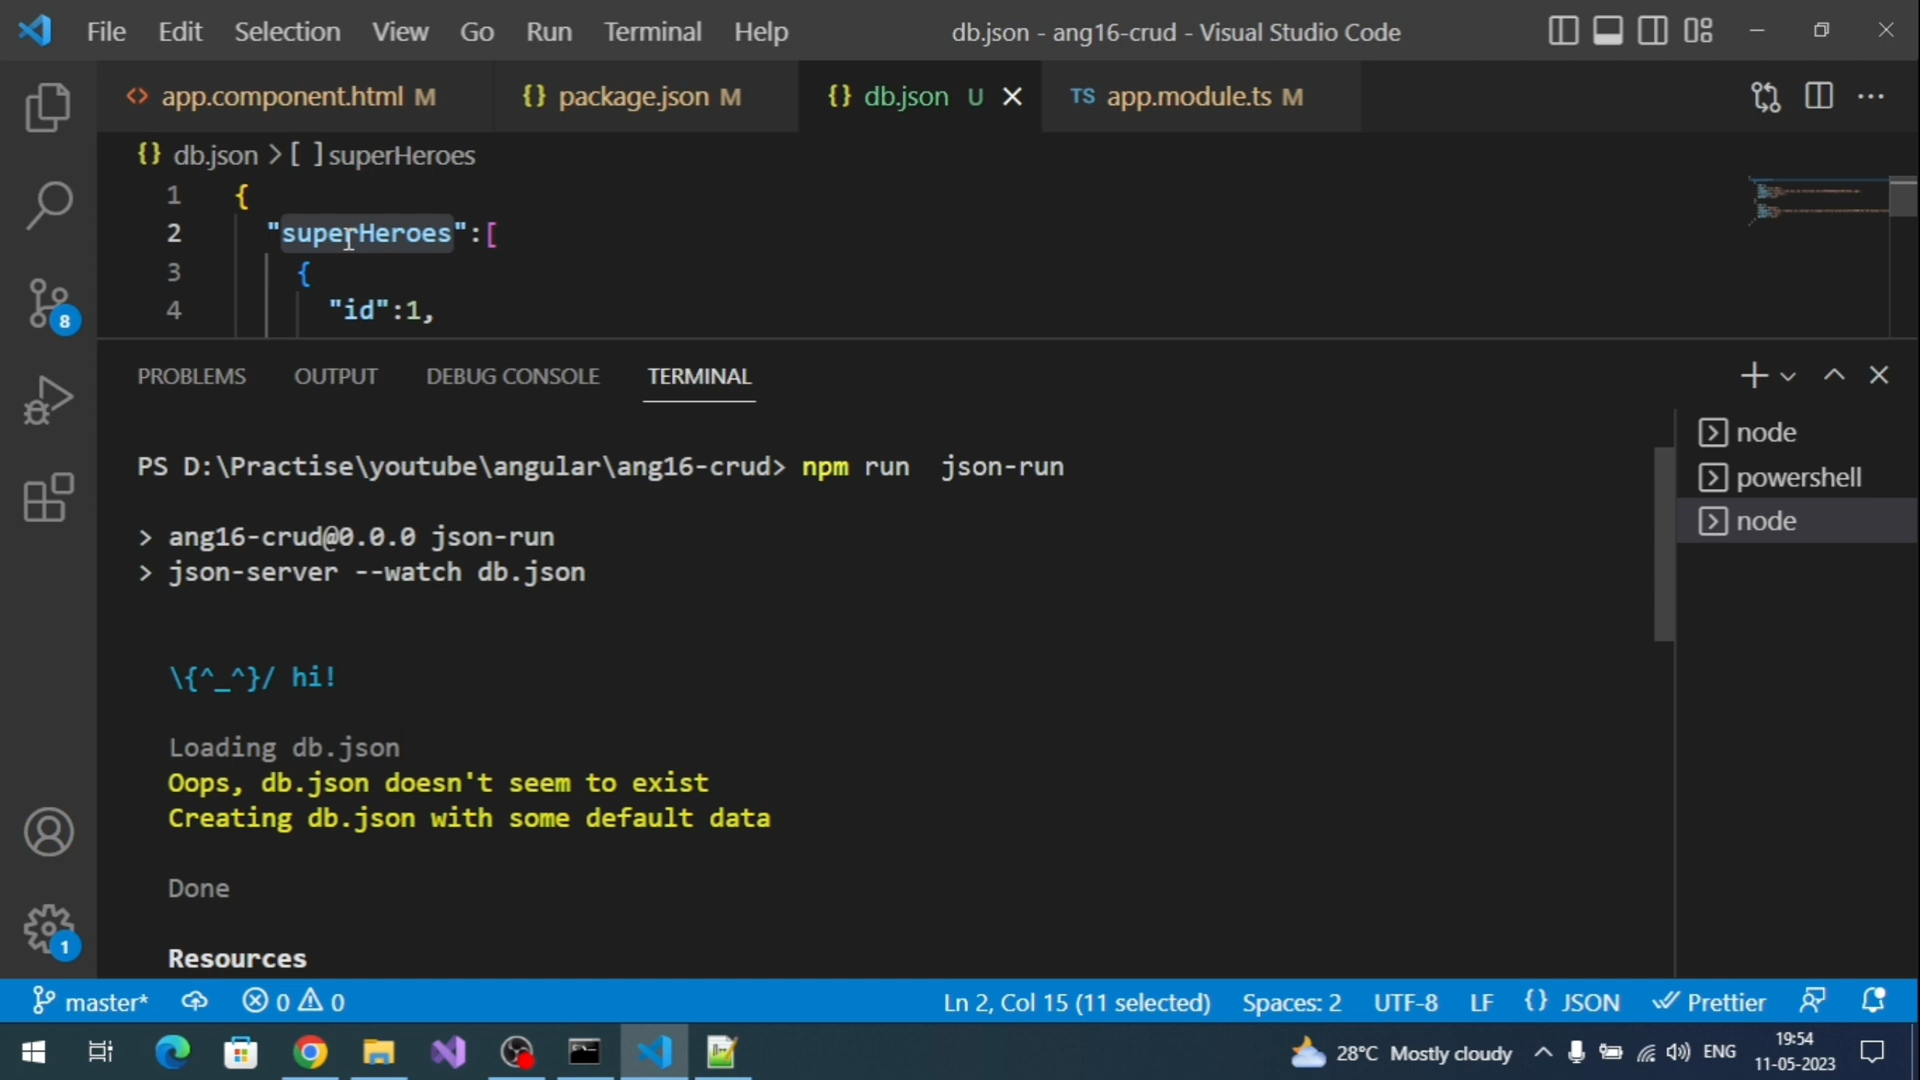 File Edit Selection View Go Run Terminal Help db.json - ang16-crud - Visual Studio Code
app.component.html M {} package.json M {} db.json U TS app.module.ts M
{} db.json > [ ] superHeroes
1 {
2 "superHeroes":[
3 {
4 "id":1,
PROBLEMS OUTPUT DEBUG CONSOLE TERMINAL
node
powershell
node
PS D:\Practise\youtube\angular\ang16-crud> npm run  json-run
> ang16-crud@0.0.0 json-run
> json-server --watch db.json
\{^_^}/ hi!
Loading db.json
Oops, db.json doesn't seem to exist
Creating db.json with some default data
Done
Resources
8
1
master* 0 0 Ln 2, Col 15 (11 selected) Spaces: 2 UTF-8 LF {} JSON Prettier
28°C Mostly cloudy ENG 19:54
11-05-2023